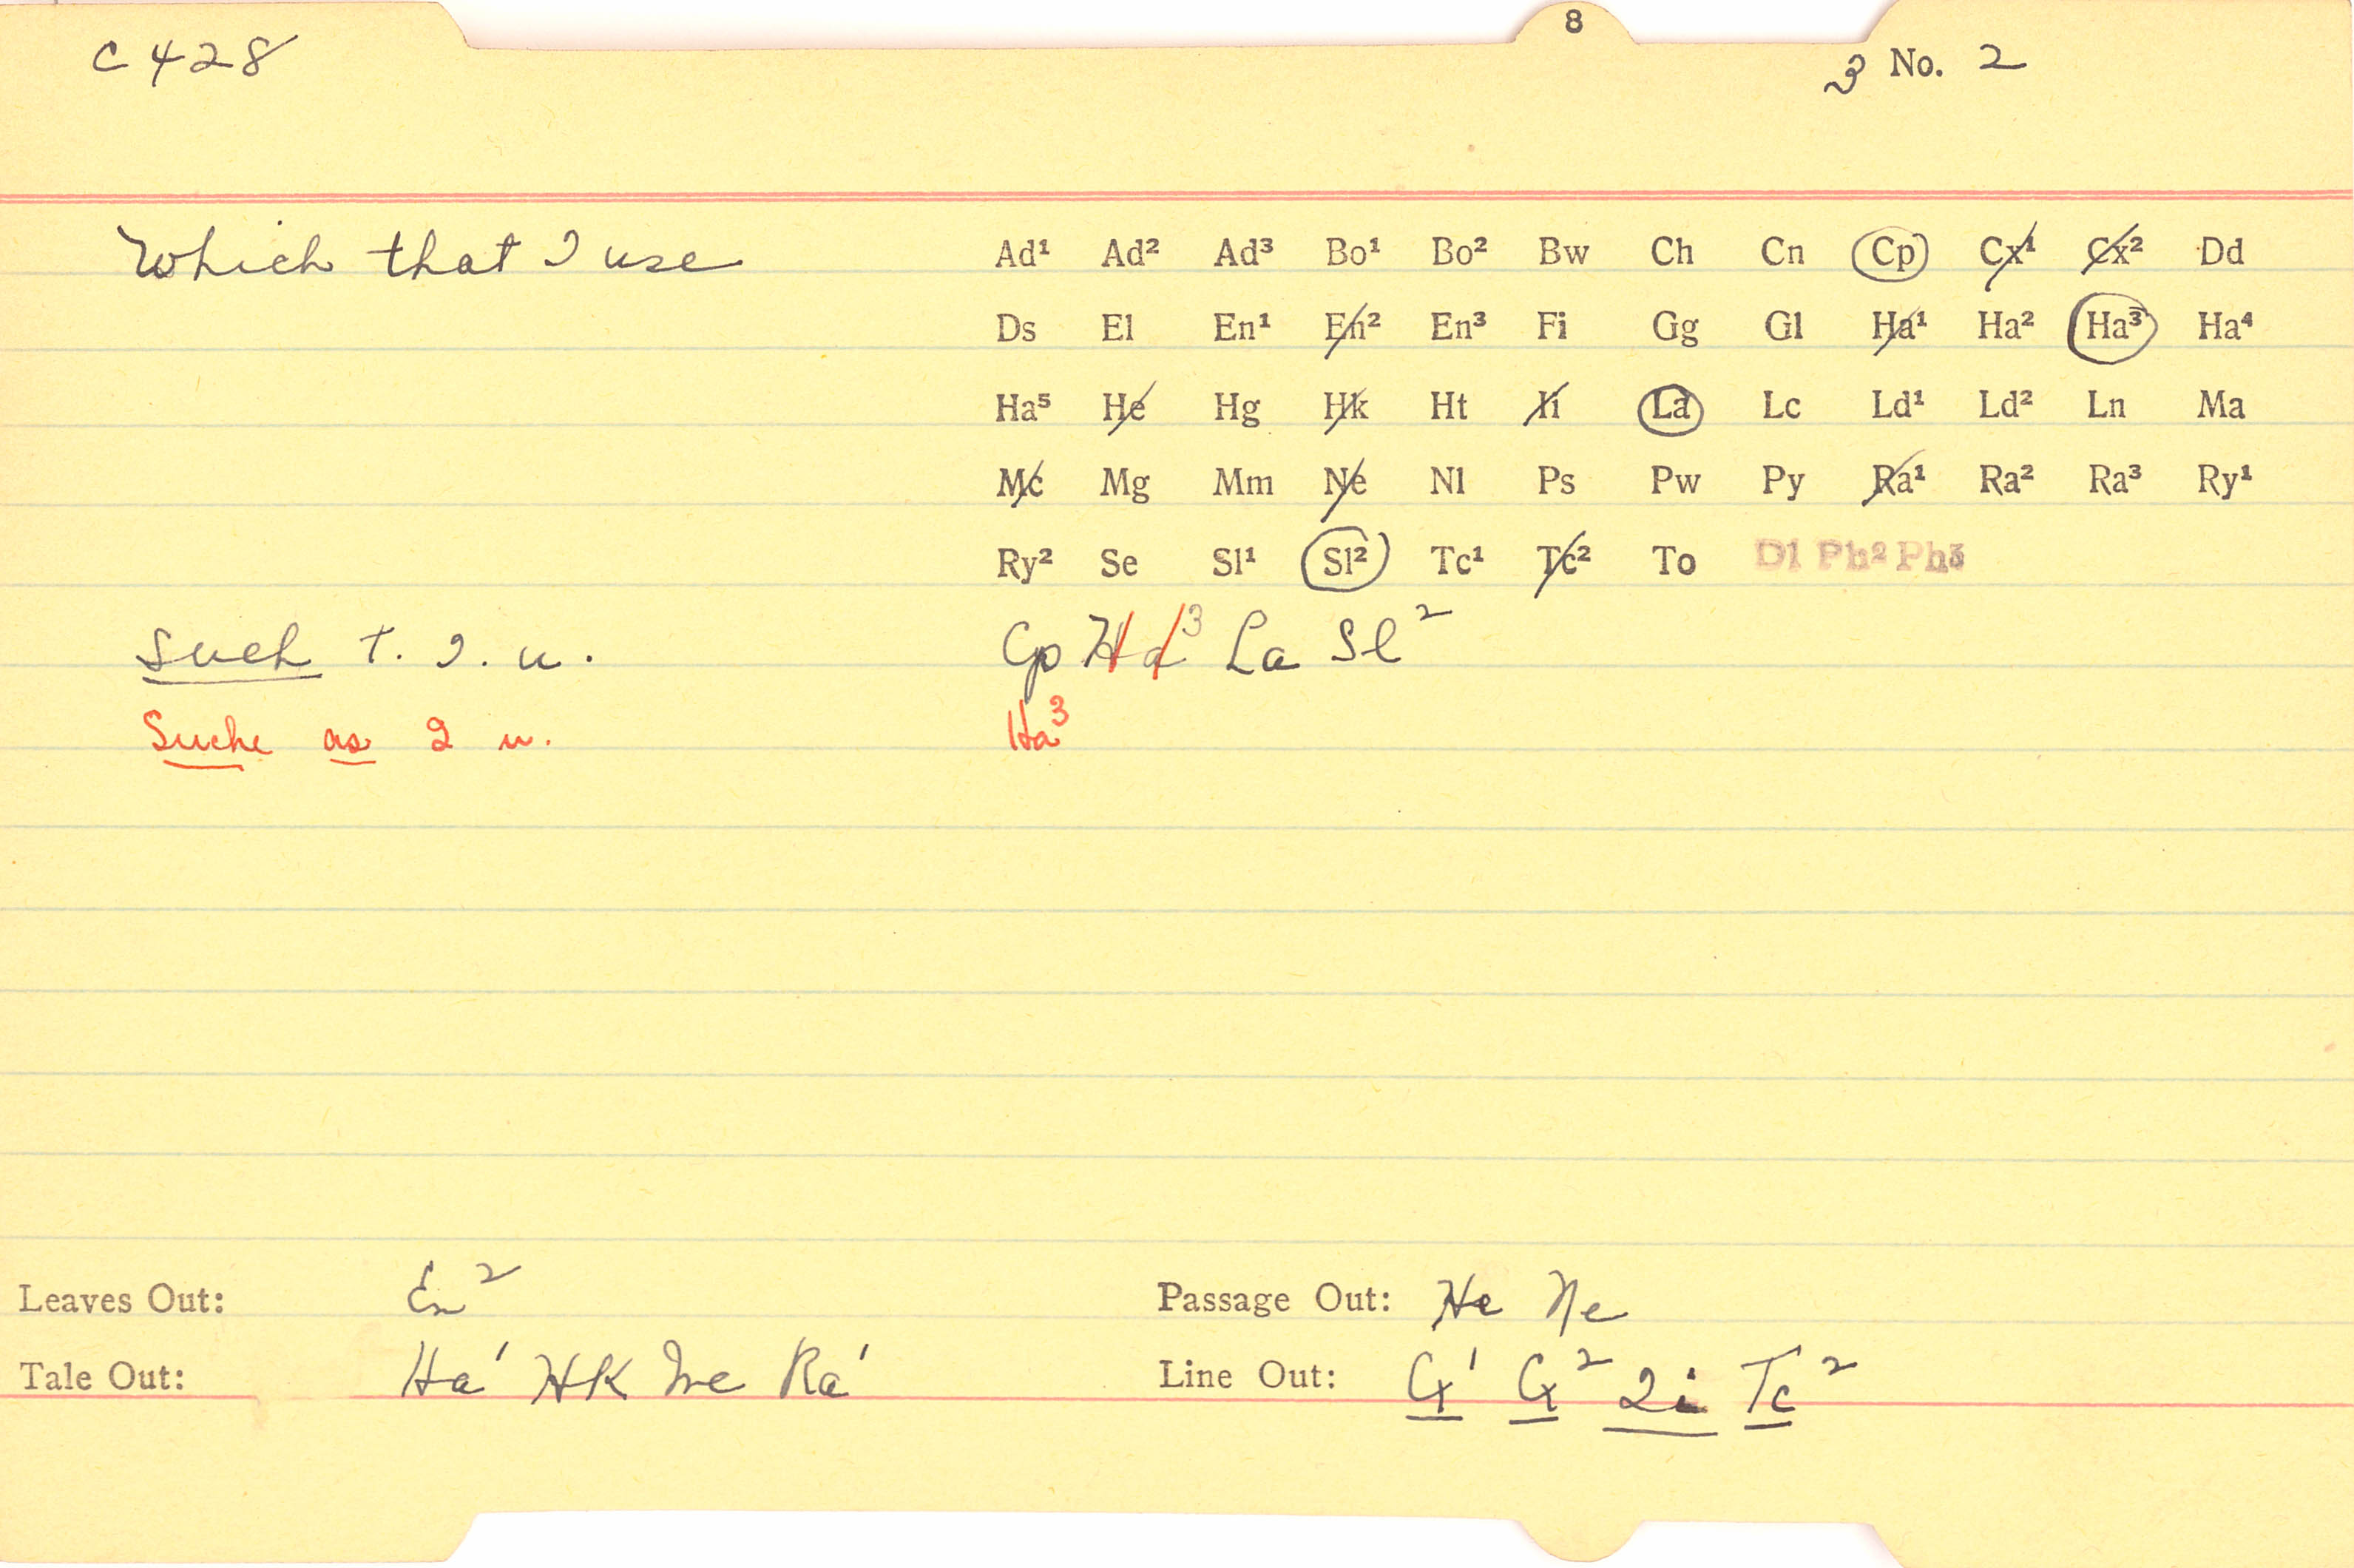 8
C 428
3 No. 2
Which that I use
Ad¹ Ad² Ad³ Bo¹ Bo² Bw Ch Cn Cp Cx¹ Cx² Dd
Ds El En¹ En² En³ Fi Gg Gl Ha¹ Ha² Ha³ Ha⁴
Ha⁵ He Hg Hk Ht Ii La Lc Ld¹ Ld² Ln Ma
Mc Mg Mm Ne Nl Ps Pw Py Ra¹ Ra² Ra³ Ry¹
Ry² Se Sl¹ Sl² Tc¹ Tc² To Dl Ph² Ph³
Such t. I. u. Cp Ha³ La Sl²
Suche as I u. Ha³
Leaves Out: En² Passage Out: He Ne
Tale Out: Ha¹ Hk Mc Ra¹ Line Out: Cx¹ Cx² Ii Tc²